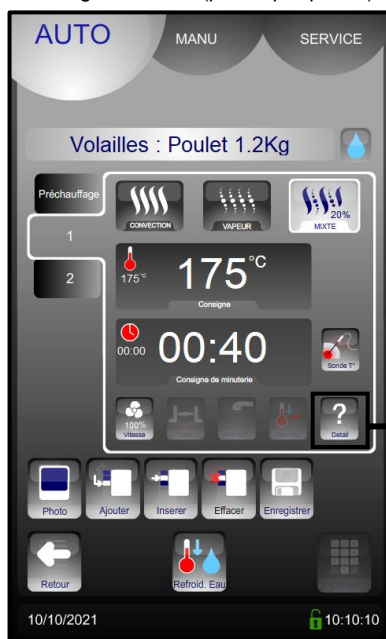 AUTO MANU SERVICE
Volailles : Poulet 1.2Kg
Préchauffage
1
2
CONVECTION
VAPEUR
20%
MIXTE
175°
175°C
Consigne
00:00
00:40
Consigne de minuterie
Sonde T°
100%
Vitesse
?
Detail
Photo
Ajouter
Inserer
Effacer
Enregistrer
Retour
Refroid. Eau
10/10/2021
10:10:10